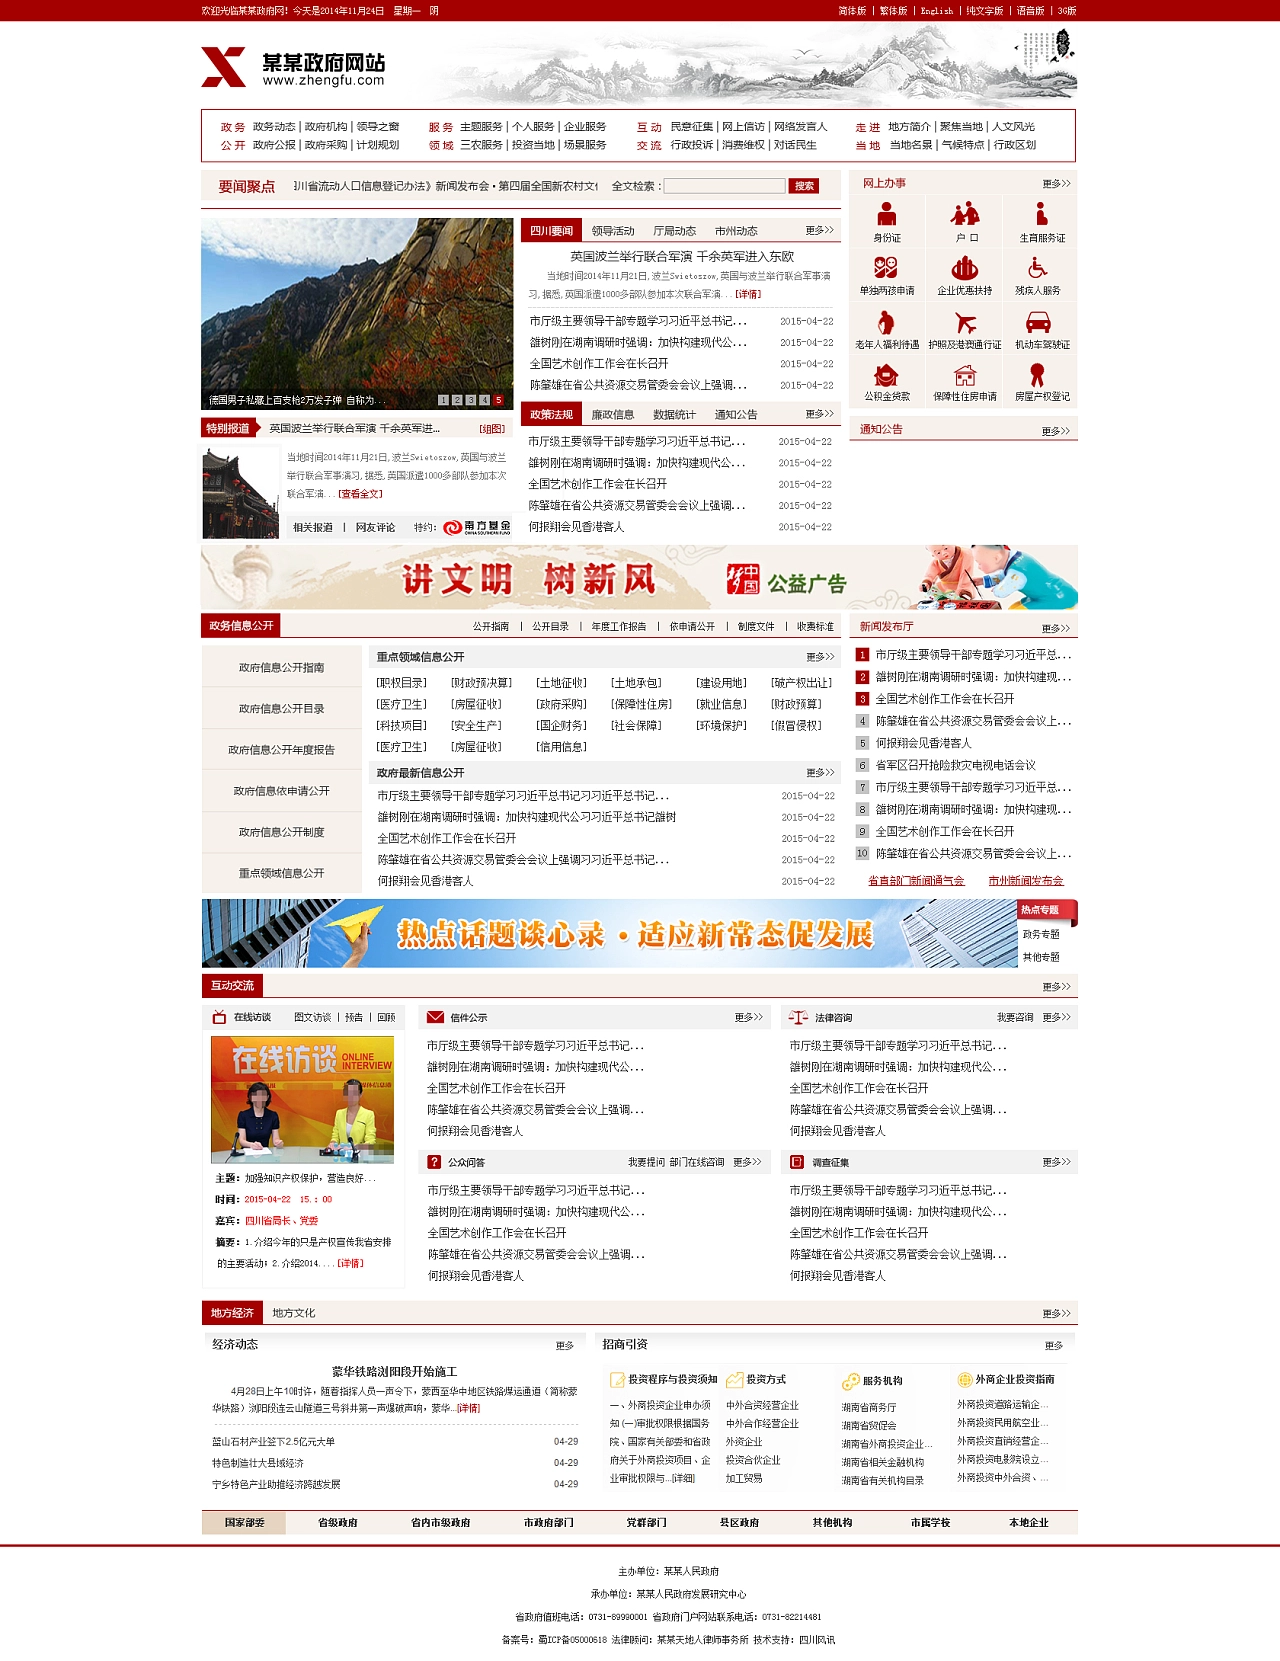 欢迎光临某某政府网! 今天是2014年11月24日 星期一 阴
简体版 | 繁体版 | English | 纯文字版 | 语音版 | 3G版
某某政府网站
www.zhengfu.com
政务公开 政务动态 | 政府机构 | 领导之窗
政府公报 | 政府采购 | 计划规划
服务领域 主题服务 | 个人服务 | 企业服务
三农服务 | 投资当地 | 场景服务
互动交流 民意征集 | 网上信访 | 网络发言人
行政投诉 | 消费维权 | 对话民生
走进当地 地方简介 | 聚焦当地 | 人文风光
当地名景 | 气候特点 | 行政区划
要闻聚点 川省流动人口信息登记办法》新闻发布会 • 第四届全国新农村文化 全文检索: 搜索
德国男子私藏上百支枪2万发子弹 自称为...
1 2 3 4 5
特别报道 英国波兰举行联合军演 千余英军进... [组图]
当地时间2014年11月21日,波兰Swietoszow,英国与波兰
举行联合军事演习,据悉,英国派遣1000多部队参加本次
联合军演... [查看全文]
相关报道 | 网友评论 特约: 南方基金
CHINA SOUTHERN FUND
四川要闻 领导活动 厅局动态 市州动态 更多>>
英国波兰举行联合军演 千余英军进入东欧
当地时间2014年11月21日,波兰Swietoszow,英国与波兰举行联合军事演
习,据悉,英国派遣1000多部队参加本次联合军演... [详情]
市厅级主要领导干部专题学习习近平总书记... 2015-04-22
雒树刚在湖南调研时强调：加快构建现代公... 2015-04-22
全国艺术创作工作会在长召开 2015-04-22
陈肇雄在省公共资源交易管委会会议上强调... 2015-04-22
政策法规 廉政信息 数据统计 通知公告 更多>>
市厅级主要领导干部专题学习习近平总书记... 2015-04-22
雒树刚在湖南调研时强调：加快构建现代公... 2015-04-22
全国艺术创作工作会在长召开 2015-04-22
陈肇雄在省公共资源交易管委会会议上强调... 2015-04-22
何报翔会见香港客人 2015-04-22
网上办事 更多>>
身份证 户 口 生育服务证
单独两孩申请 企业优惠扶持 残疾人服务
老年人福利待遇 护照及港澳通行证 机动车驾驶证
公积金贷款 保障性住房申请 房屋产权登记
通知公告 更多>>
讲文明 树新风 中国梦 公益广告
政务信息公开 公开指南 | 公开目录 | 年度工作报告 | 依申请公开 | 制度文件 | 收费标准
政府信息公开指南
政府信息公开目录
政府信息公开年度报告
政府信息依申请公开
政府信息公开制度
重点领域信息公开
重点领域信息公开 更多>>
[职权目录] [财政预决算] [土地征收] [土地承包] [建设用地] [破产权出让]
[医疗卫生] [房屋征收] [政府采购] [保障性住房] [就业信息] [财政预算]
[科技项目] [安全生产] [国企财务] [社会保障] [环境保护] [假冒侵权]
[医疗卫生] [房屋征收] [信用信息]
政府最新信息公开 更多>>
市厅级主要领导干部专题学习习近平总书记习近平总书记... 2015-04-22
雒树刚在湖南调研时强调：加快构建现代公习习近平总书记雒树 2015-04-22
全国艺术创作工作会在长召开 2015-04-22
陈肇雄在省公共资源交易管委会会议上强调习习近平总书记... 2015-04-22
何报翔会见香港客人 2015-04-22
新闻发布厅 更多>>
1 市厅级主要领导干部专题学习习近平总...
2 雒树刚在湖南调研时强调：加快构建现...
3 全国艺术创作工作会在长召开
4 陈肇雄在省公共资源交易管委会会议上...
5 何报翔会见香港客人
6 省军区召开抢险救灾电视电话会议
7 市厅级主要领导干部专题学习习近平总...
8 雒树刚在湖南调研时强调：加快构建现...
9 全国艺术创作工作会在长召开
10 陈肇雄在省公共资源交易管委会会议上...
省直部门新闻通气会 市州新闻发布会
热点话题谈心录 · 适应新常态促发展
热点专题
政务专题
其他专题
互动交流 更多>>
在线访谈 图文访谈 | 预告 | 回顾
在线访谈 ONLINE INTERVIEW
主题：加强知识产权保护，营造良好...
时间：2015-04-22 15.：00
嘉宾：四川省局长、党委
摘要：1.介绍今年的只是产权宣传我省安排
的主要活动；2.介绍2014....[详情]
信件公示 更多>>
市厅级主要领导干部专题学习习近平总书记...
雒树刚在湖南调研时强调：加快构建现代公...
全国艺术创作工作会在长召开
陈肇雄在省公共资源交易管委会会议上强调...
何报翔会见香港客人
法律咨询 我要咨询 更多>>
市厅级主要领导干部专题学习习近平总书记...
雒树刚在湖南调研时强调：加快构建现代公...
全国艺术创作工作会在长召开
陈肇雄在省公共资源交易管委会会议上强调...
何报翔会见香港客人
公众问答 我要提问 部门在线咨询 更多>>
市厅级主要领导干部专题学习习近平总书记...
雒树刚在湖南调研时强调：加快构建现代公...
全国艺术创作工作会在长召开
陈肇雄在省公共资源交易管委会会议上强调...
何报翔会见香港客人
调查征集 更多>>
市厅级主要领导干部专题学习习近平总书记...
雒树刚在湖南调研时强调：加快构建现代公...
全国艺术创作工作会在长召开
陈肇雄在省公共资源交易管委会会议上强调...
何报翔会见香港客人
地方经济 地方文化 更多>>
经济动态 更多
蒙华铁路浏阳段开始施工
4月28日上午10时许，随着指挥人员一声令下，蒙西至华中地区铁路煤运通道（简称蒙
华铁路）浏阳段连云山隧道三号斜井第一声爆破声响，蒙华...[详情]
蓝山石材产业签下2.5亿元大单 04-29
特色制造壮大县域经济 04-29
宁乡特色产业助推经济跨越发展 04-29
招商引资 更多
投资程序与投资须知
一、外商投资企业申办须
知 (一)审批权限根据国务
院、国家有关部委和省政
府关于外商投资项目、企
业审批权限与...[详细]
投资方式
中外合资经营企业
中外合作经营企业
外资企业
投资合伙企业
加工贸易
服务机构
湖南省商务厅
湖南省贸促会
湖南省外商投资企业...
湖南省相关金融机构
湖南省有关机构目录
外商企业投资指南
外商投资道路运输企...
外商投资民用航空业...
外商投资直销经营企...
外商投资电影院设立...
外商投资中外合资、...
国家部委 省级政府 省内市级政府 市政府部门 党群部门 县区政府 其他机构 市属学校 本地企业
主办单位：某某人民政府
承办单位：某某人民政府发展研究中心
省政府值班电话：0731-89990001 省政府门户网站联系电话：0731-82214481
备案号：蜀ICP备05000618 法律顾问：某某天地人律师事务所 技术支持：四川风讯